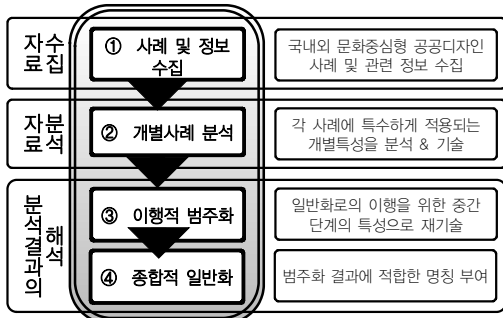 자료
수집
① 사례 및 정보
수집
국내외 문화중심형 공공디자인
사례 및 관련 정보 수집
자료
분석
② 개별사례 분석
각 사례에 특수하게 적용되는
개별특성을 분석 & 기술
분석결과의
해석
③ 이행적 범주화
일반화로의 이행을 위한 중간
단계의 특성으로 재기술
④ 종합적 일반화
범주화 결과에 적합한 명칭 부여